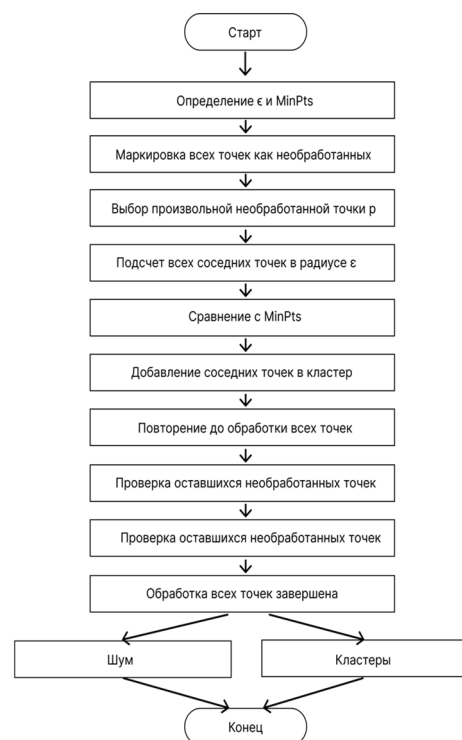 Старт
Определение ϵ и MinPts
Маркировка всех точек как необработанных
Выбор произвольной необработанной точки p
Подсчет всех соседних точек в радиусе ε
Сравнение с MinPts
Добавление соседних точек в кластер
Повторение до обработки всех точек
Проверка оставшихся необработанных точек
Проверка оставшихся необработанных точек
Обработка всех точек завершена
Шум
Кластеры
Конец